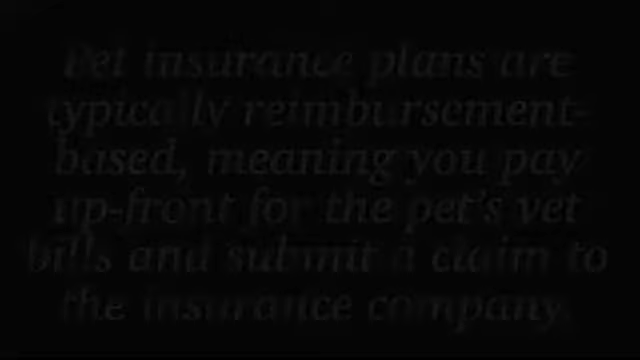 Pet insurance plans are
typically reimbursement-
based, meaning you pay
up-front for the pet's vet
bills and submit a claim to
the insurance company.